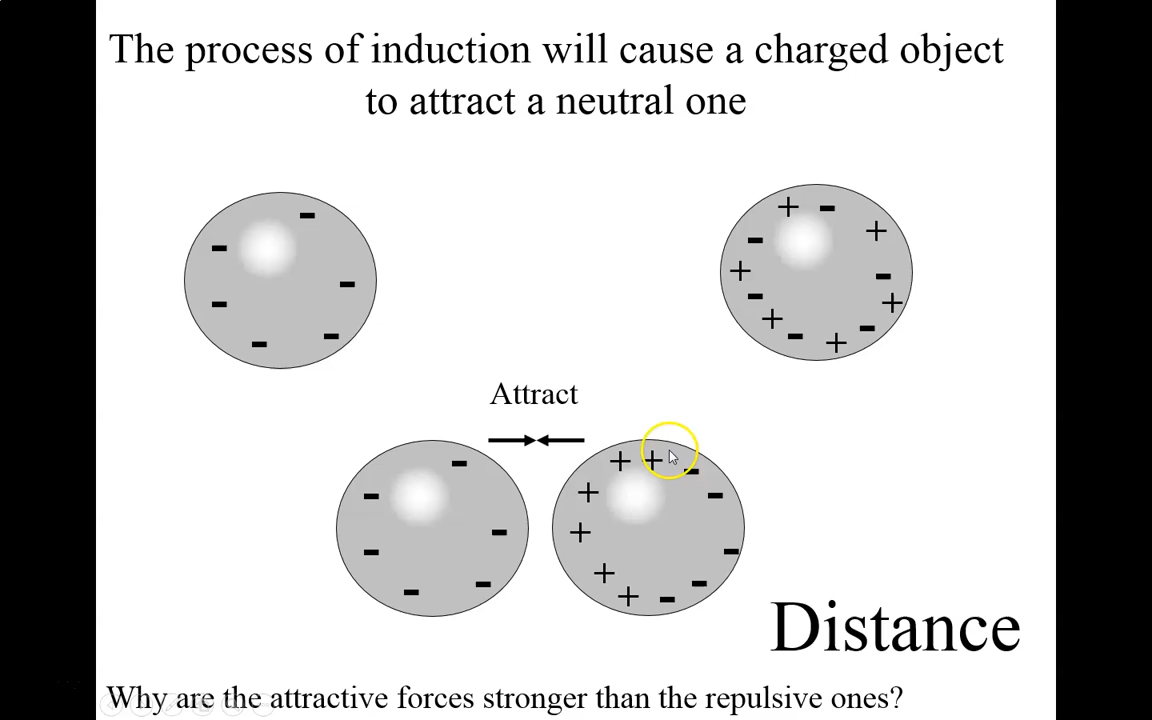 The process of induction will cause a charged object
to attract a neutral one
Attract
Distance
Why are the attractive forces stronger than the repulsive ones?